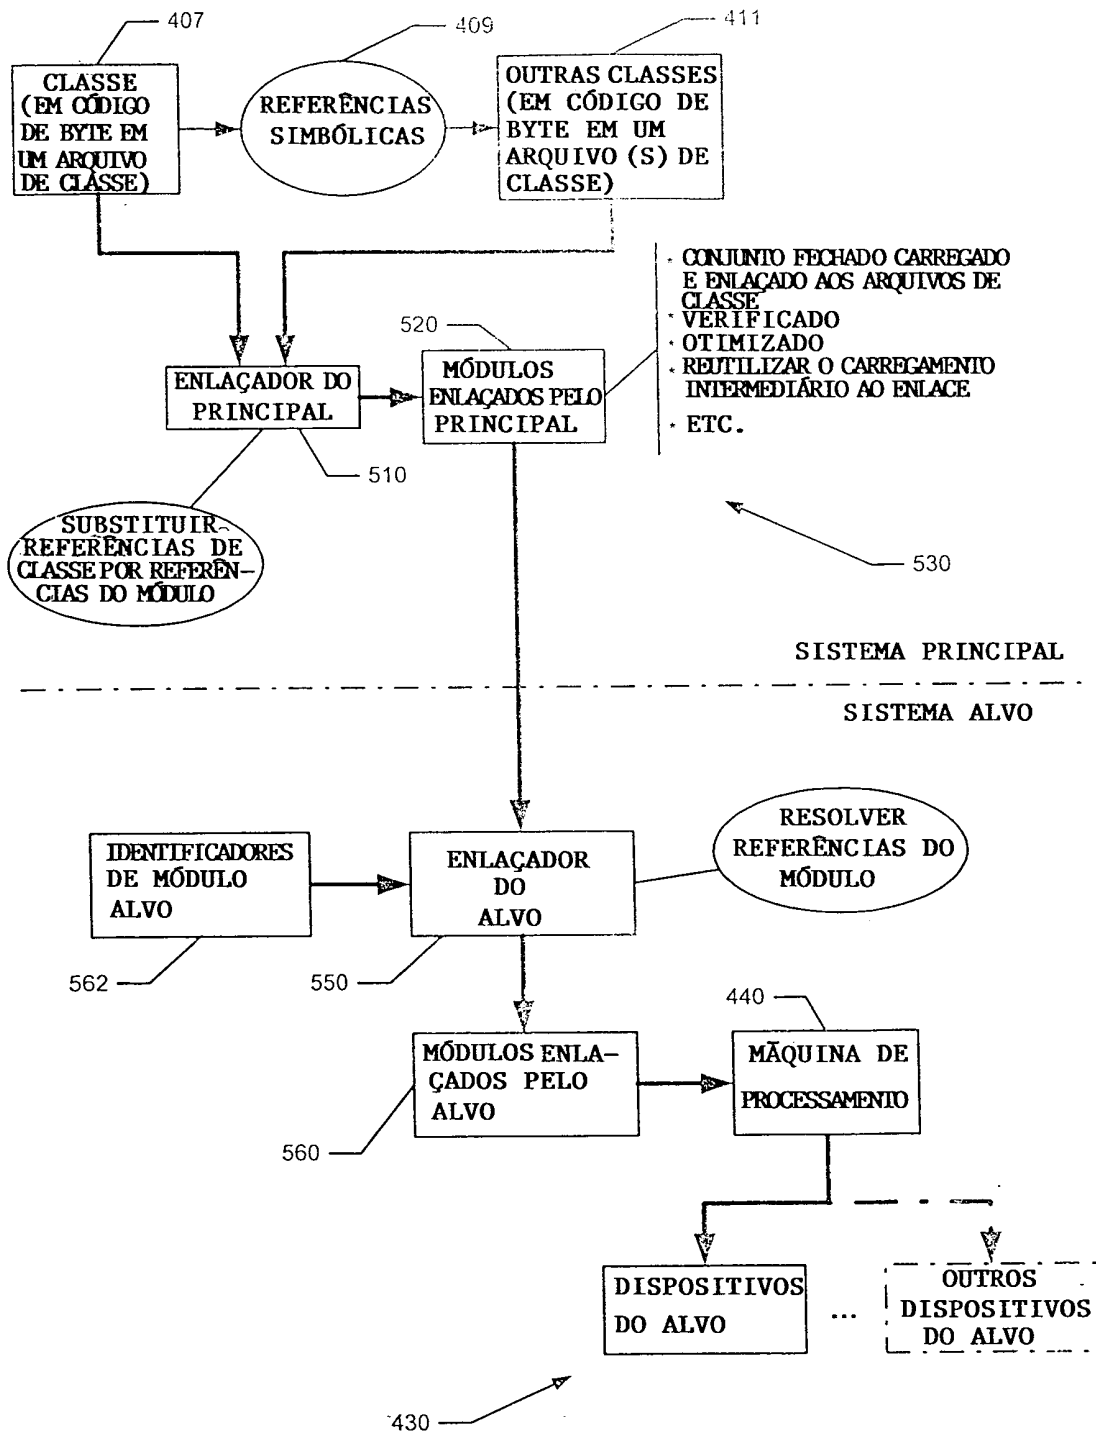 407
409
411
CLASSE
(EM CÓDIGO
DE BYTE EM
UM ARQUIVO
DE CLASSE)
REFERÊNCIAS
SIMBÓLICAS
OUTRAS CLASSES
(EM CÓDIGO DE
BYTE EM UM
ARQUIVO (S) DE
CLASSE)
* CONJUNTO FECHADO CARREGADO
E ENLAÇADO AOS ARQUIVOS DE
CLASSE
* VERIFICADO
* OTIMIZADO
* REUTILIZAR O CARREGAMENTO
INTERMEDIÁRIO AO ENLACE
* ETC.
520
ENLAÇADOR DO
PRINCIPAL
MÓDULOS
ENLAÇADOS PELO
PRINCIPAL
510
SUBSTITUIR
REFERÊNCIAS DE
CLASSE POR REFERÊN-
CIAS DO MÓDULO
530
SISTEMA PRINCIPAL
SISTEMA ALVO
IDENTIFICADORES
DE MÓDULO
ALVO
ENLAÇADOR
DO
ALVO
RESOLVER
REFERÊNCIAS DO
MÓDULO
562
550
440
MÓDULOS ENLA-
ÇADOS PELO
ALVO
MÃQUINA DE
PROCESSAMENTO
560
DISPOSITIVOS
DO ALVO
...
OUTROS
DISPOSITIVOS
DO ALVO
430